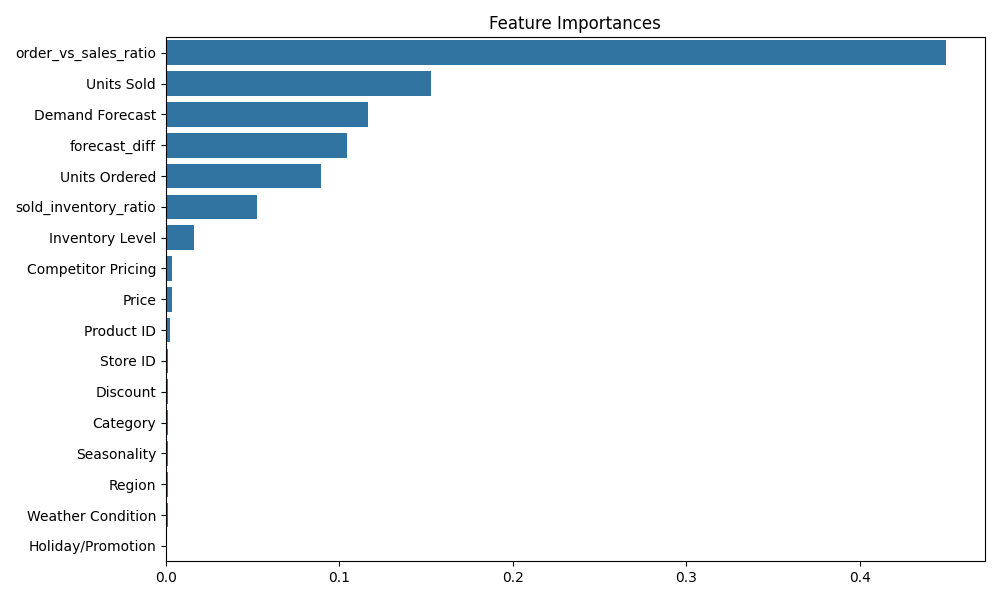 Feature Importances
order_vs_sales_ratio
Units Sold
Demand Forecast
forecast_diff
Units Ordered
sold_inventory_ratio
Inventory Level
Competitor Pricing
Price
Product ID
Store ID
Discount
Category
Seasonality
Region
Weather Condition
Holiday/Promotion
0.0 0.1 0.2 0.3 0.4